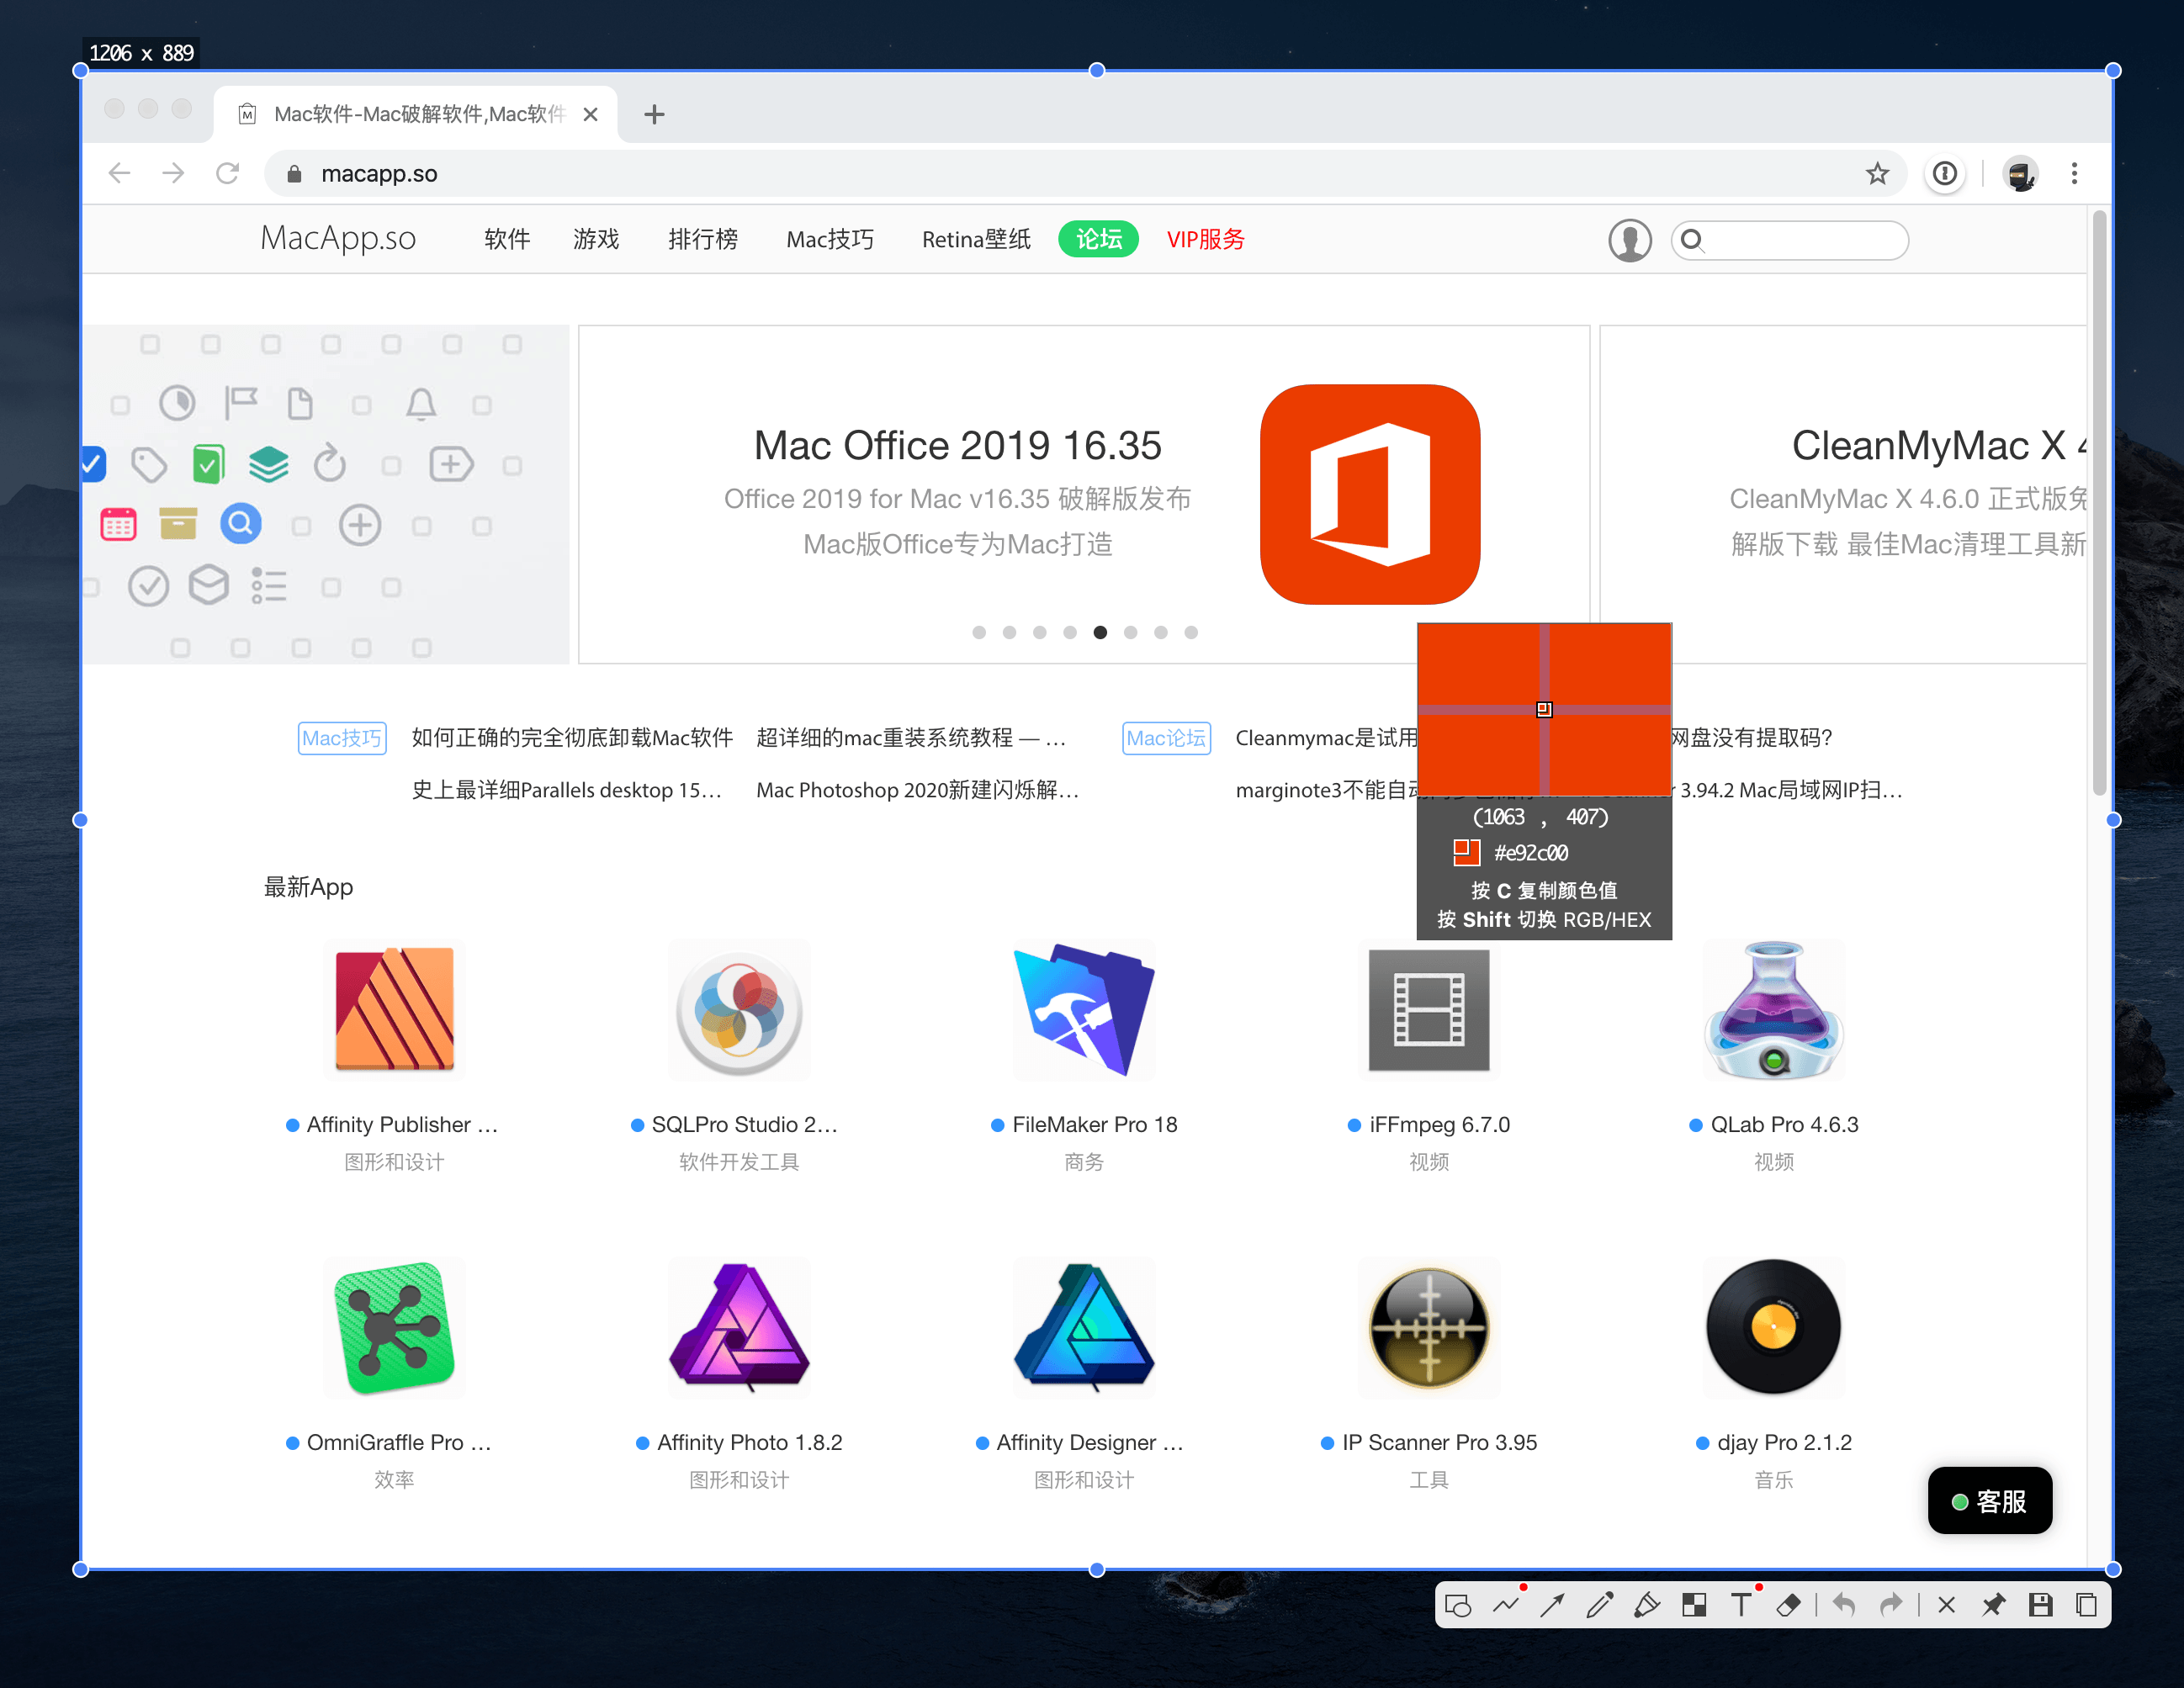 1206 x 889
Mac软件-Mac破解软件,Mac软件
macapp.so
MacApp.so 软件 游戏 排行榜 Mac技巧 Retina壁纸 论坛 VIP服务
Mac Office 2019 16.35
Office 2019 for Mac v16.35 破解版发布
Mac版Office专为Mac打造
CleanMyMac X 4
CleanMyMac X 4.6.0 正式版免
解版下载 最佳Mac清理工具新
Mac技巧 如何正确的完全彻底卸载Mac软件 超详细的mac重装系统教程 — … Mac论坛 Cleanmymac是试用 网盘没有提取码?
史上最详细Parallels desktop 15… Mac Photoshop 2020新建闪烁解… marginote3不能自动 3.94.2 Mac局域网IP扫…
(1063 , 407)
#e92c00
按 C 复制颜色值
按 Shift 切换 RGB/HEX
最新App
Affinity Publisher … SQLPro Studio 2… FileMaker Pro 18 iFFmpeg 6.7.0 QLab Pro 4.6.3
图形和设计 软件开发工具 商务 视频 视频
OmniGraffle Pro … Affinity Photo 1.8.2 Affinity Designer … IP Scanner Pro 3.95 djay Pro 2.1.2
效率 图形和设计 图形和设计 工具 音乐
客服